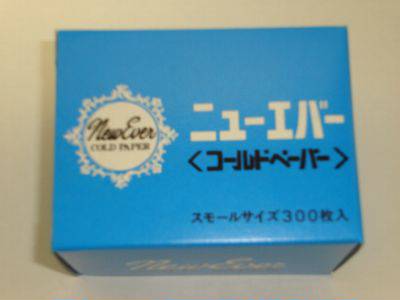 NewEver
COLD PAPER
ニューエバー
<コールドペーパー>
スモールサイズ300枚入
NewEver